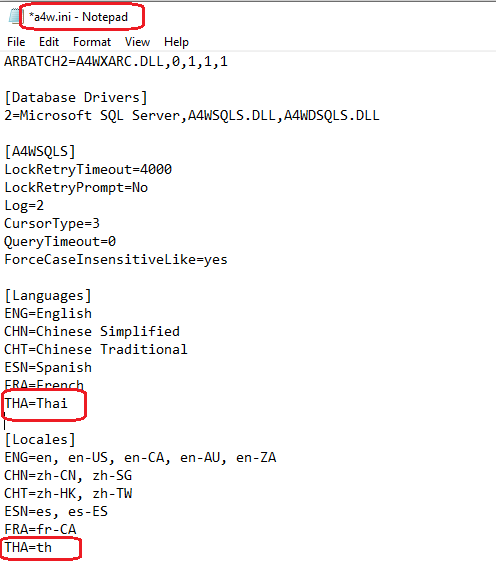 *a4w.ini - Notepad
File Edit Format View Help
ARBATCH2=A4WXARC.DLL,0,1,1,1
[Database Drivers]
2=Microsoft SQL Server,A4WSQLS.DLL,A4WDSQLS.DLL
[A4WSQLS]
LockRetryTimeout=4000
LockRetryPrompt=No
Log=2
CursorType=3
QueryTimeout=0
ForceCaseInsensitiveLike=yes
[Languages]
ENG=English
CHN=Chinese Simplified
CHT=Chinese Traditional
ESN=Spanish
FRA=French
THA=Thai
[Locales]
ENG=en, en-US, en-CA, en-AU, en-ZA
CHN=zh-CN, zh-SG
CHT=zh-HK, zh-TW
ESN=es, es-ES
FRA=fr-CA
THA=th